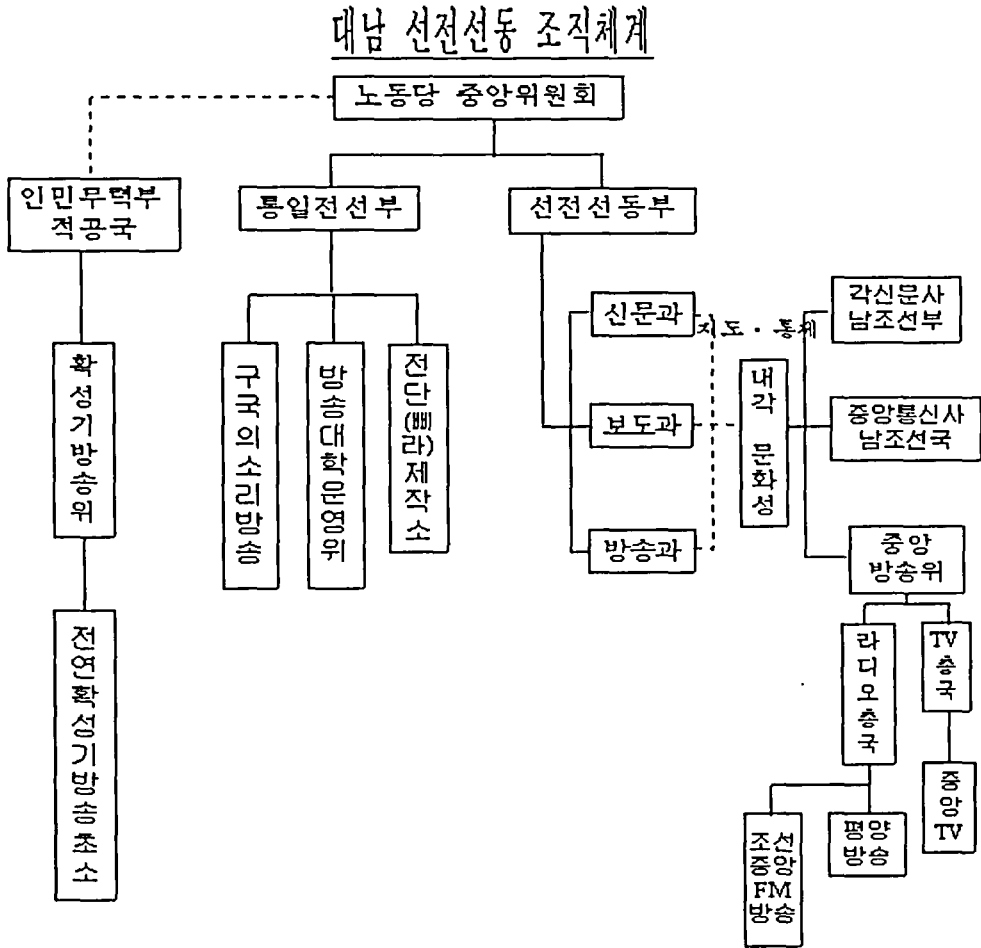 대남 선전선동 조직체계
노동당 중앙위원회
인민무력부
적공국
통일전선부
선전선동부
확성기방송위
전연확성기방송초소
구국의소리방송
방송대학운영위
전단(삐라)제작소
신문과
보도과
방송과
지도·통제
내각 문화성
각신문사
남조선부
중앙통신사
남조선국
중앙
방송위
라디오총국
TV
총국
조선
중앙
FM
방송
평양
방송
중앙
TV